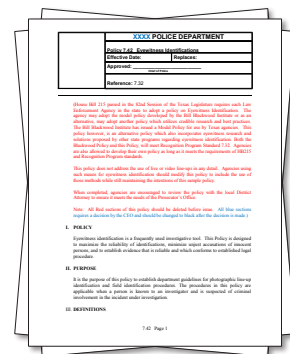 XXXX POLICE DEPARTMENT
Policy 7.42 Eyewitness Identifications
Effective Date: Replaces:
Approved:
Chief of Police
Reference: 7.32
(House Bill 215 passed in the 82nd Session of the Texas Legislature requires each Law
Enforcement Agency in the state to adopt a policy on Eyewitness Identification. The
agency may adopt the model policy developed by the Bill Blackwood Institute or as an
alternative, may adopt another policy which utilizes credible research and best practices.
The Bill Blackwood Institute has issued a Model Policy for use by Texas agencies. This
policy however, is an alternative policy which also incorporates eyewitness research and
solutions proposed by other state programs regarding eyewitness identification. Both the
Blackwood Policy and this Policy will meet Recognition Program Standard 7.32. Agencies
are also allowed to develop their own policy as long as it meets the requirements of HB215
and Recognition Program standards.
This policy does not address the use of live or video line-ups in any detail. Agencies using
such means for eyewitness identification should modify this policy to include the use of
those methods while still maintaining the intentions of this sample policy.
When completed, agencies are encouraged to review the policy with the local District
Attorney to assure it meets the needs of the Prosecutor's Office.
Note: All Red sections of this policy should be deleted before issue. All Blue sections
requires a decision by the CEO and should be changed to black after the decision is made.)
I. POLICY
Eyewitness identification is a frequently used investigative tool. This Policy is designed
to maximize the reliability of identifications, minimize unjust accusations of innocent
persons, and to establish evidence that is reliable and which conforms to established legal
procedure.
II. PURPOSE
It is the purpose of this policy to establish department guidelines for photographic line-up
identification and field identification procedures. The procedures in this policy are
applicable when a person is known to an investigator and is suspected of criminal
involvement in the incident under investigation.
III. DEFINITIONS
7.42 Page 1